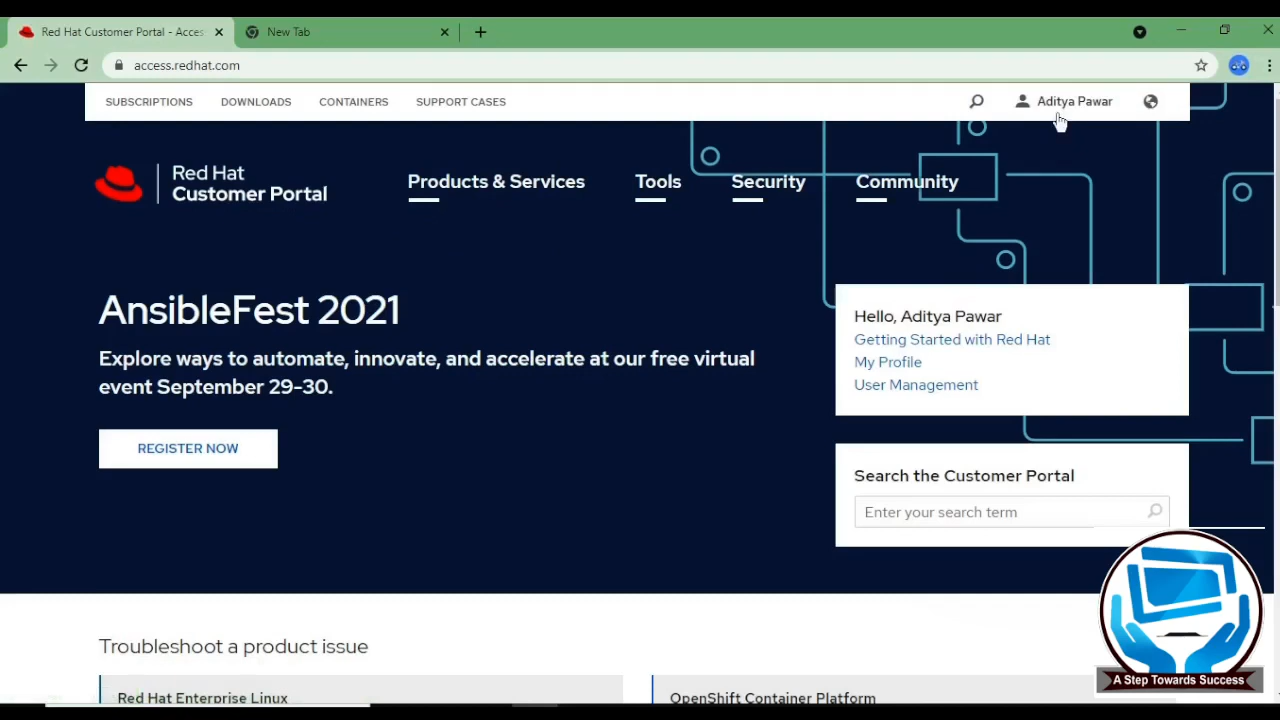 Red Hat Customer Portal - Acces
New Tab
access.redhat.com
SUBSCRIPTIONS DOWNLOADS CONTAINERS SUPPORT CASES Aditya Pawar
Red Hat
Customer Portal
Products & Services Tools Security Community
AnsibleFest 2021
Explore ways to automate, innovate, and accelerate at our free virtual
event September 29-30.
REGISTER NOW
Hello, Aditya Pawar
Getting Started with Red Hat
My Profile
User Management
Search the Customer Portal
Enter your search term
Troubleshoot a product issue
Red Hat Enterprise Linux
OpenShift Container Platform
A Step Towards Success